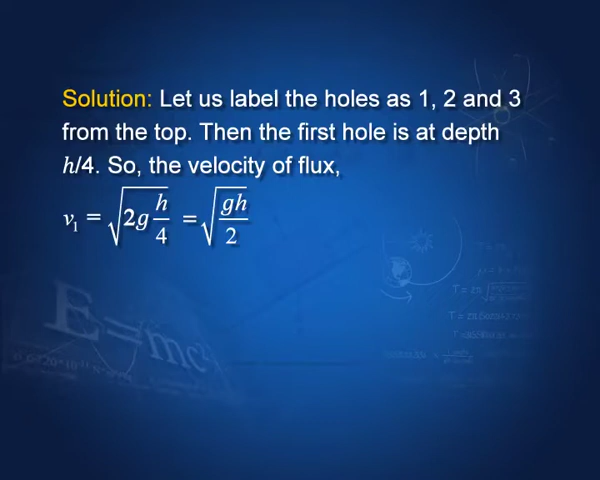 Solution: Let us label the holes as 1, 2 and 3
from the top. Then the first hole is at depth
h/4. So, the velocity of flux,
v₁ = √(2g h/4) = √(gh/2)
E=mc²